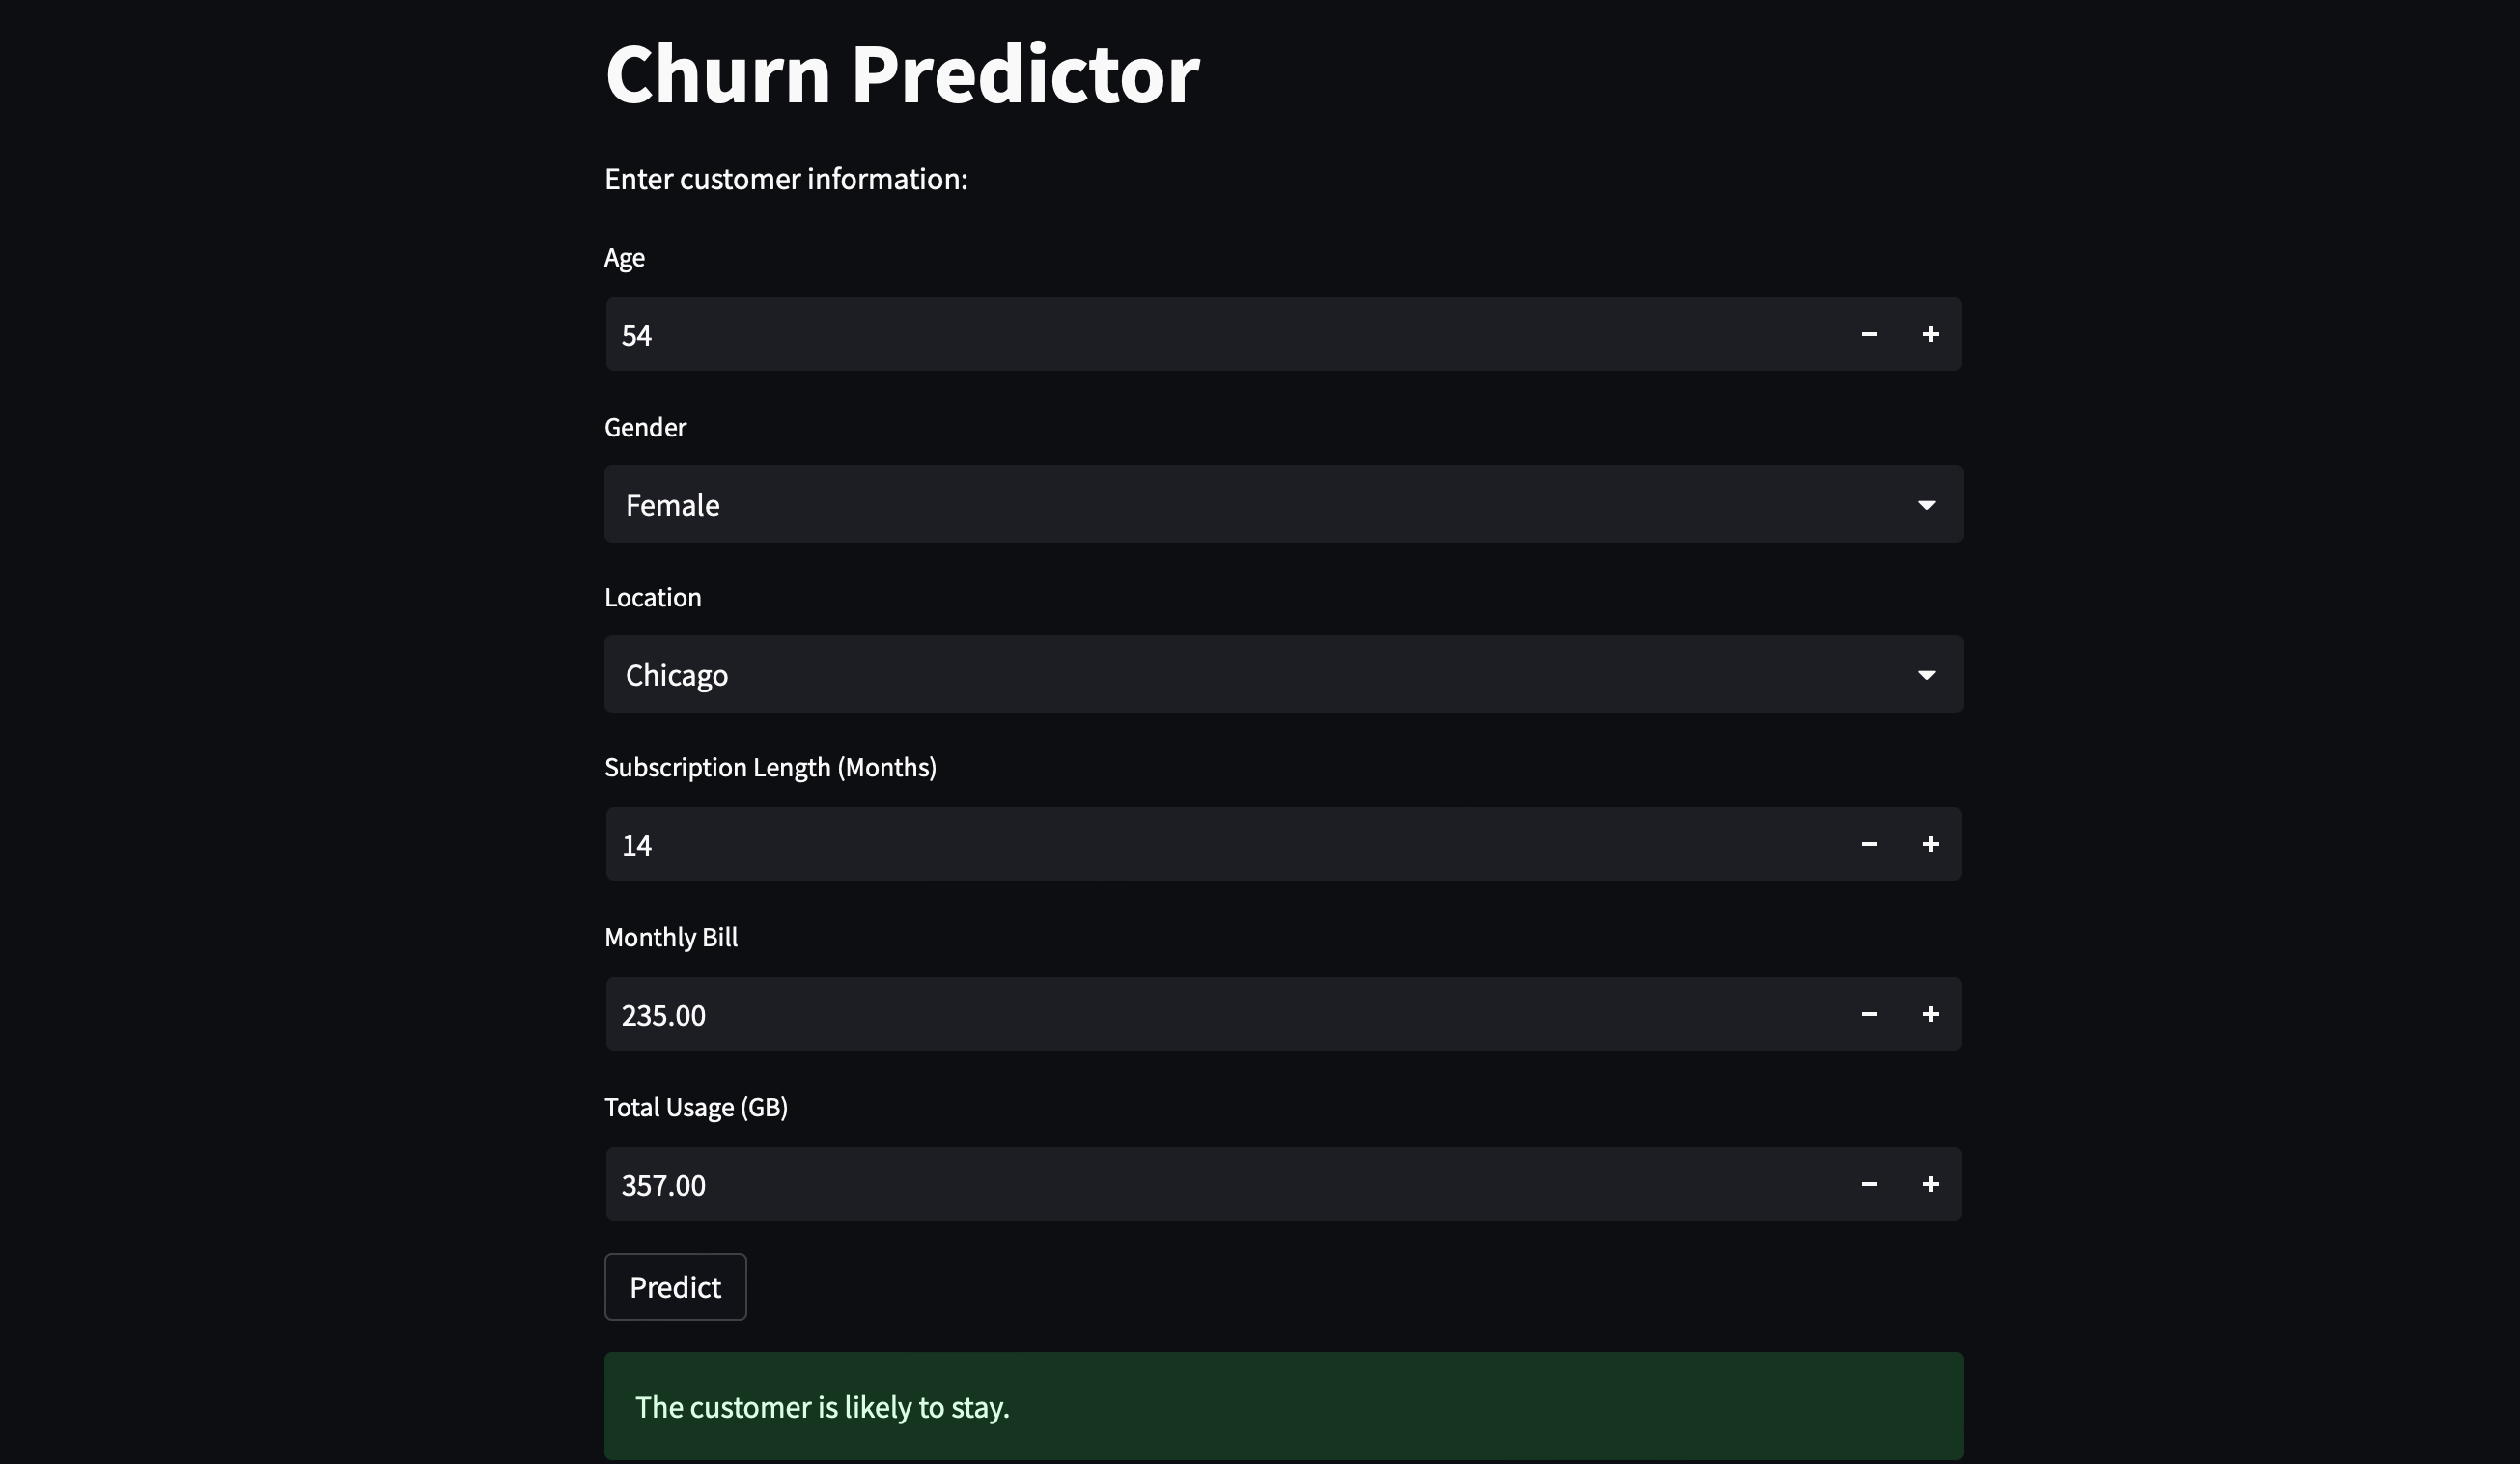 Churn Predictor
Enter customer information:
Age
54
Gender
Female
Location
Chicago
Subscription Length (Months)
14
Monthly Bill
235.00
Total Usage (GB)
357.00
Predict
The customer is likely to stay.